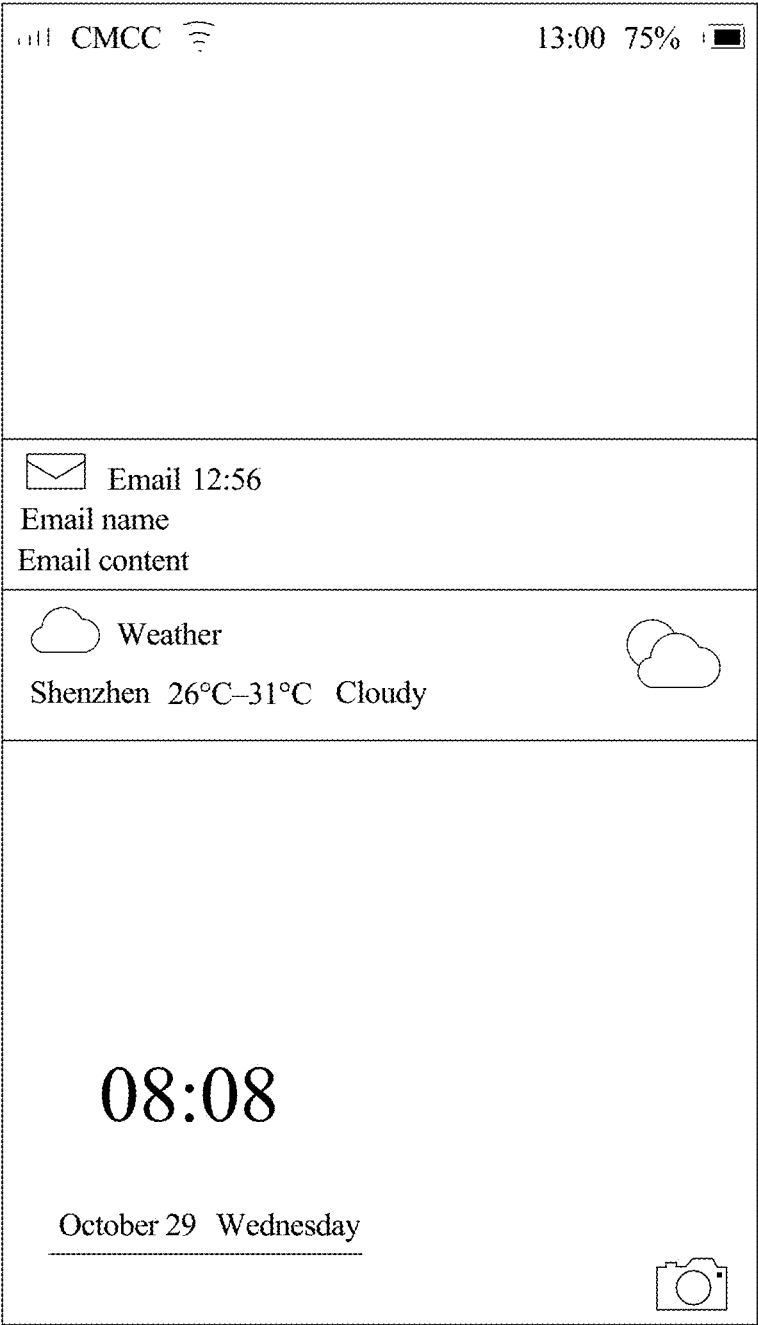 CMCC 13:00 75%
Email 12:56
Email name
Email content
Weather
Shenzhen 26°C–31°C Cloudy
08:08
October 29 Wednesday